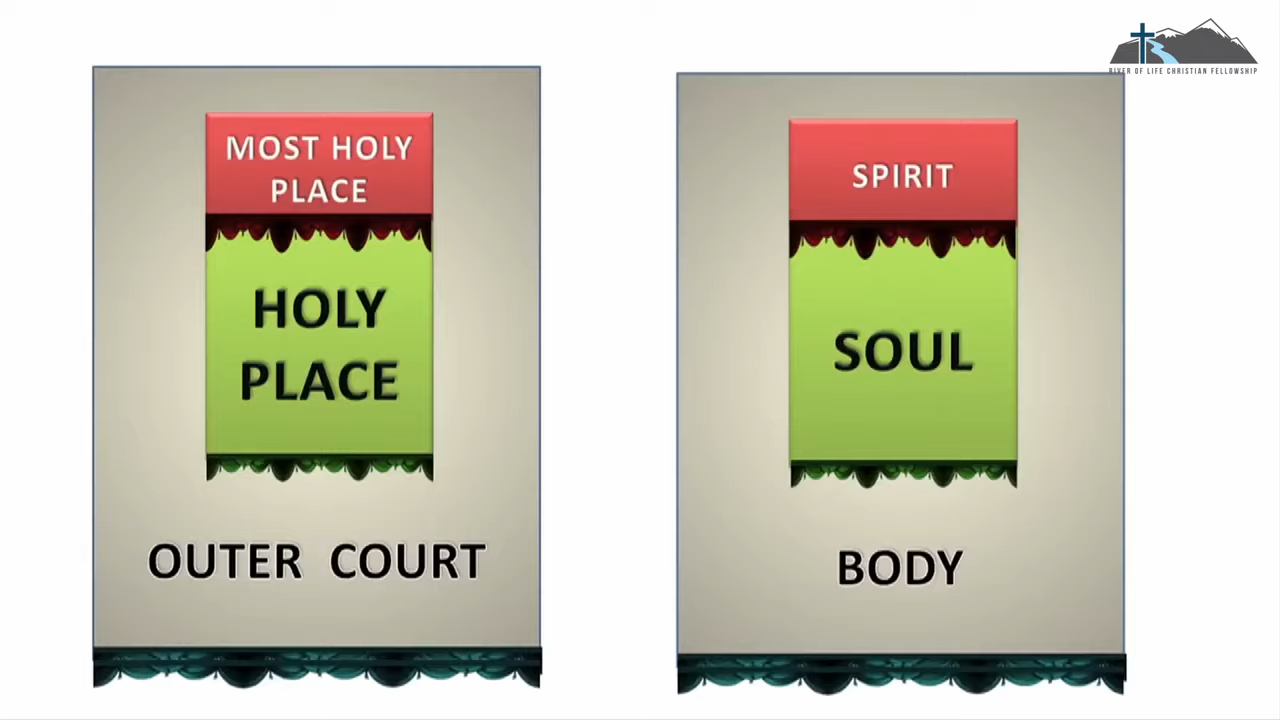 MOST HOLY
PLACE
HOLY
PLACE
OUTER COURT
RIVER OF LIFE CHRISTIAN FELLOWSHIP
SPIRIT
SOUL
BODY